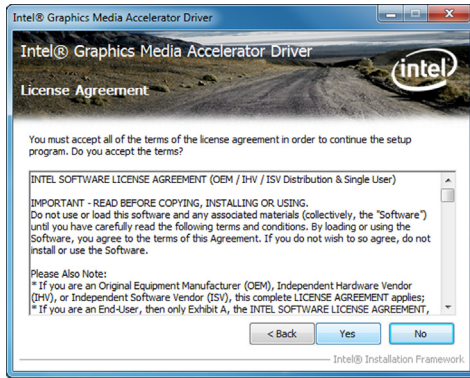 Intel® Graphics Media Accelerator Driver
Intel® Graphics Media Accelerator Driver
intel
License Agreement
You must accept all of the terms of the license agreement in order to continue the setup
program. Do you accept the terms?
INTEL SOFTWARE LICENSE AGREEMENT (OEM / IHV / ISV Distribution & Single User)
IMPORTANT - READ BEFORE COPYING, INSTALLING OR USING.
Do not use or load this software and any associated materials (collectively, the "Software")
until you have carefully read the following terms and conditions. By loading or using the
Software, you agree to the terms of this Agreement. If you do not wish to so agree, do not
install or use the Software.
Please Also Note:
* If you are an Original Equipment Manufacturer (OEM), Independent Hardware Vendor
(IHV), or Independent Software Vendor (ISV), this complete LICENSE AGREEMENT applies;
* If you are an End-User, then only Exhibit A, the INTEL SOFTWARE LICENSE AGREEMENT,
< Back Yes No
Intel® Installation Framework